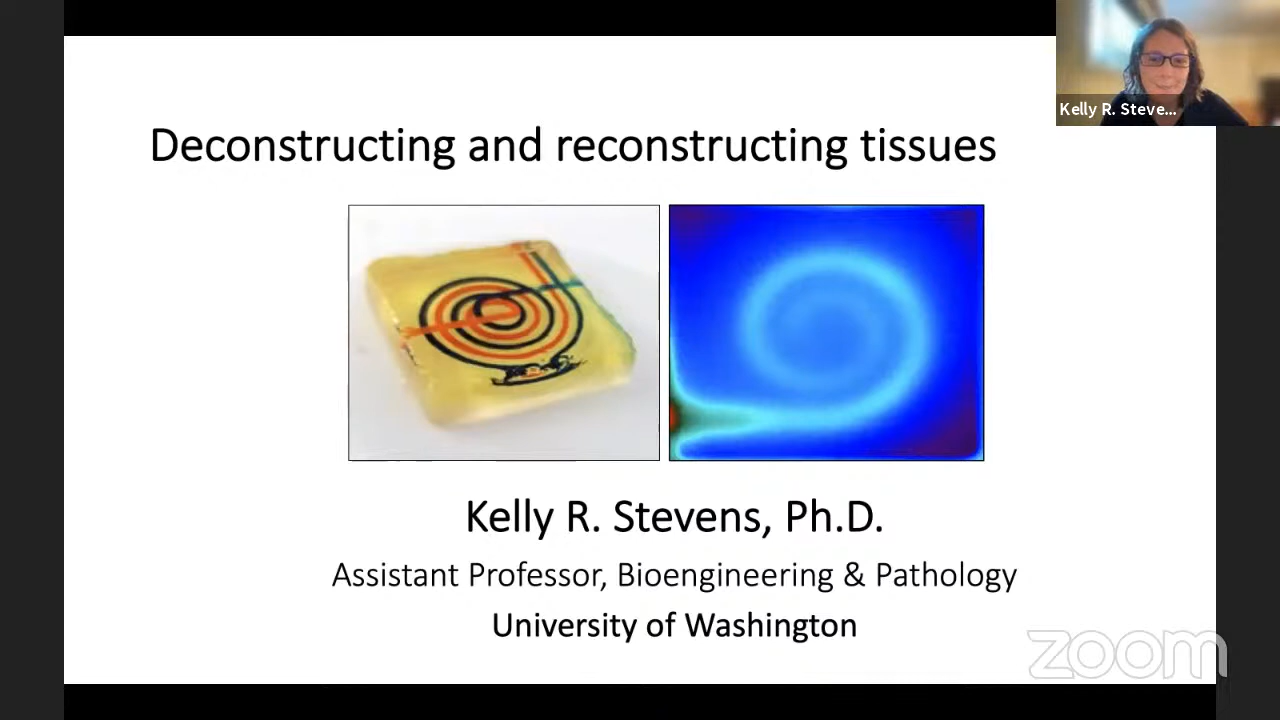 Kelly R. Steve...
Deconstructing and reconstructing tissues
Kelly R. Stevens, Ph.D.
Assistant Professor, Bioengineering & Pathology
University of Washington
zoom